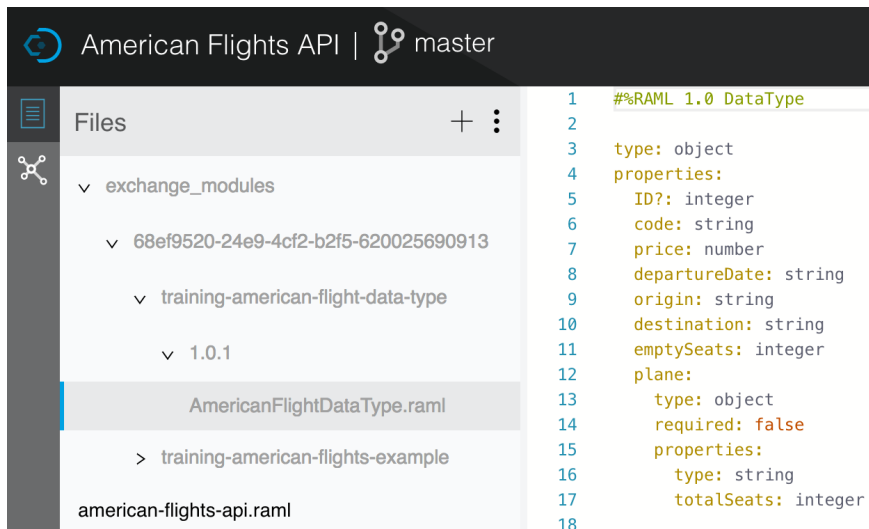 American Flights API | master
Files
exchange_modules
68ef9520-24e9-4cf2-b2f5-620025690913
training-american-flight-data-type
1.0.1
AmericanFlightDataType.raml
training-american-flights-example
american-flights-api.raml
1 #%RAML 1.0 DataType
2
3 type: object
4 properties:
5 ID?: integer
6 code: string
7 price: number
8 departureDate: string
9 origin: string
10 destination: string
11 emptySeats: integer
12 plane:
13 type: object
14 required: false
15 properties:
16 type: string
17 totalSeats: integer
18